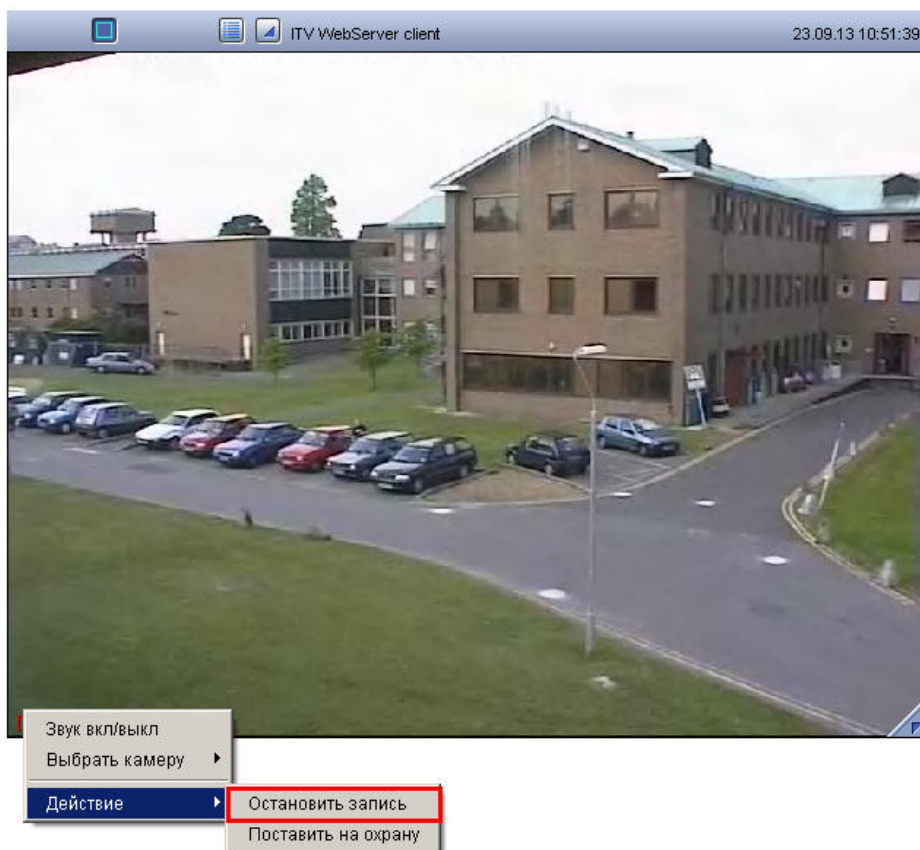 ITV WebServer client
23.09.13 10:51:39
Звук вкл/выкл
Выбрать камеру
Действие
Остановить запись
Поставить на охрану